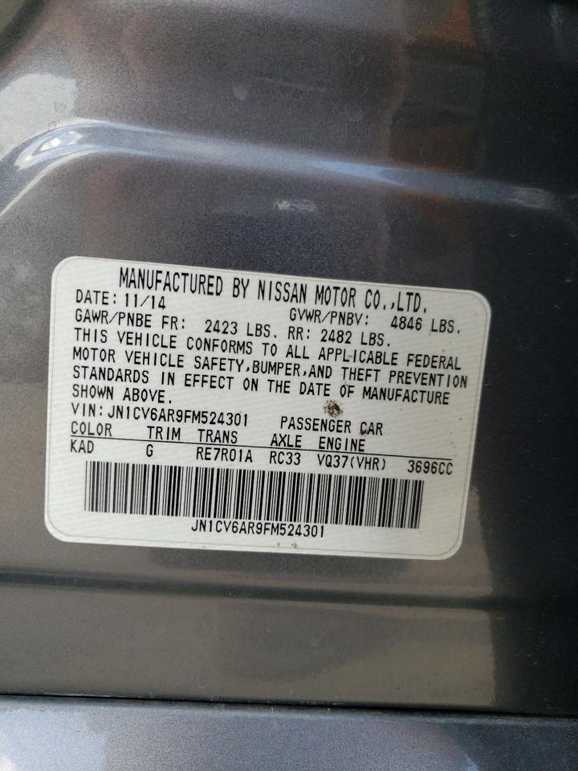 MANUFACTURED BY NISSAN MOTOR CO.,LTD.
DATE: 11/14 GVWR/PNBV: 4846 LBS.
GAWR/PNBE FR: 2423 LBS. RR: 2482 LBS.
THIS VEHICLE CONFORMS TO ALL APPLICABLE FEDERAL
MOTOR VEHICLE SAFETY,BUMPER,AND THEFT PREVENTION
STANDARDS IN EFFECT ON THE DATE OF MANUFACTURE
SHOWN ABOVE.
VIN: JN1CV6AR9FM524301 PASSENGER CAR
COLOR TRIM TRANS AXLE ENGINE
KAD G RE7R01A RC33 VQ37(VHR) 3696CC
JN1CV6AR9FM524301